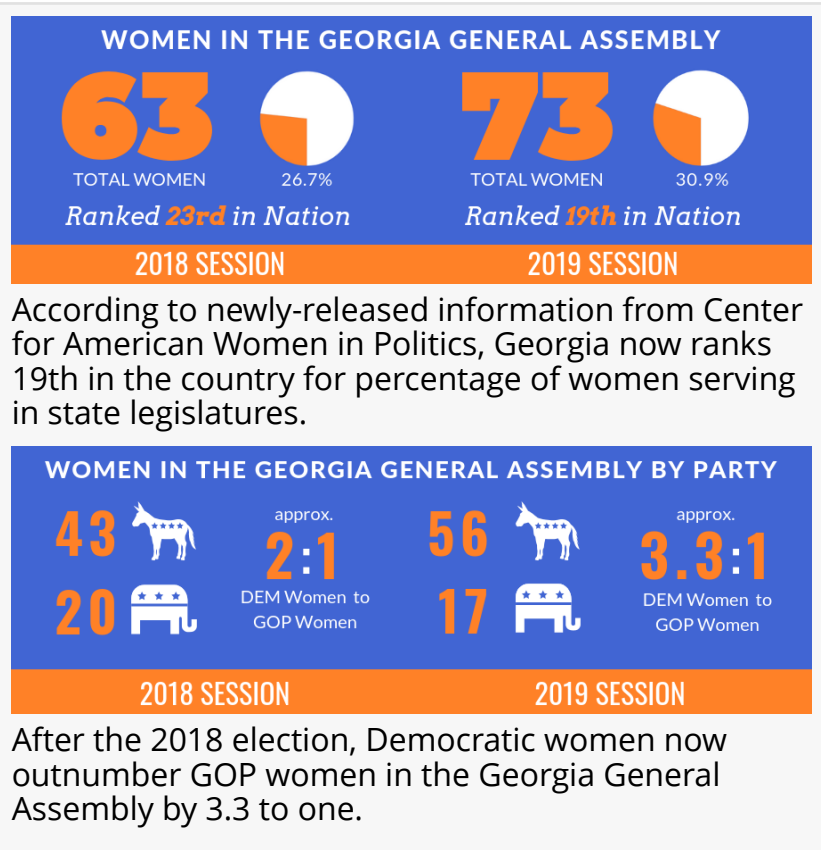 WOMEN IN THE GEORGIA GENERAL ASSEMBLY
63 73
TOTAL WOMEN 26.7% TOTAL WOMEN 30.9%
Ranked 23rd in Nation Ranked 19th in Nation
2018 SESSION 2019 SESSION
According to newly-released information from Center
for American Women in Politics, Georgia now ranks
19th in the country for percentage of women serving
in state legislatures.
WOMEN IN THE GEORGIA GENERAL ASSEMBLY BY PARTY
43 approx. 56 approx.
2:1 3.3:1
20 DEM Women to 17 DEM Women to
GOP Women GOP Women
2018 SESSION 2019 SESSION
After the 2018 election, Democratic women now
outnumber GOP women in the Georgia General
Assembly by 3.3 to one.